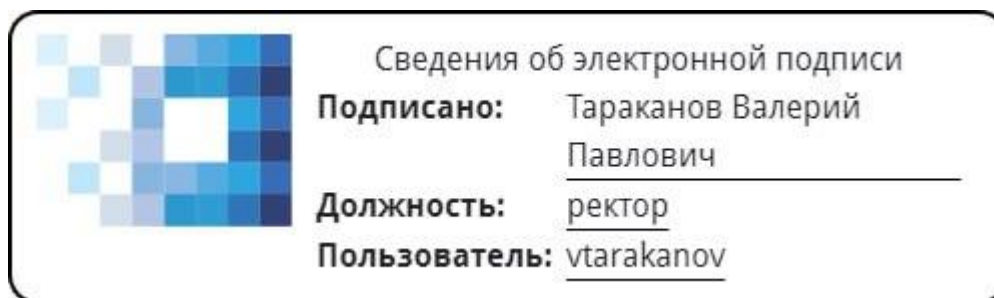 Сведения об электронной подписи
Подписано: Тараканов Валерий
Павлович
Должность: ректор
Пользователь: vtarakanov